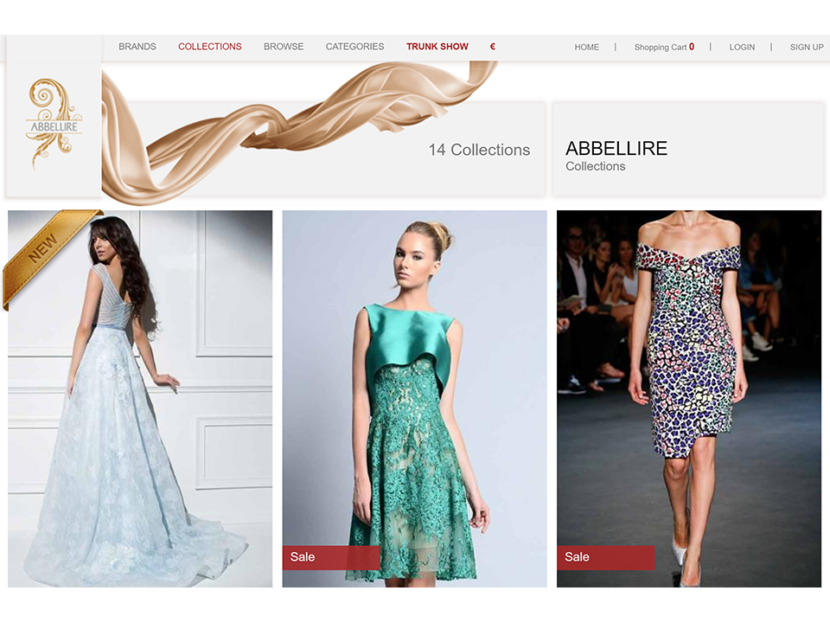 BRANDS COLLECTIONS BROWSE CATEGORIES TRUNK SHOW € HOME | Shopping Cart 0 | LOGIN | SIGN UP
ABBELLIRE
14 Collections
ABBELLIRE
Collections
NEW
Sale
Sale